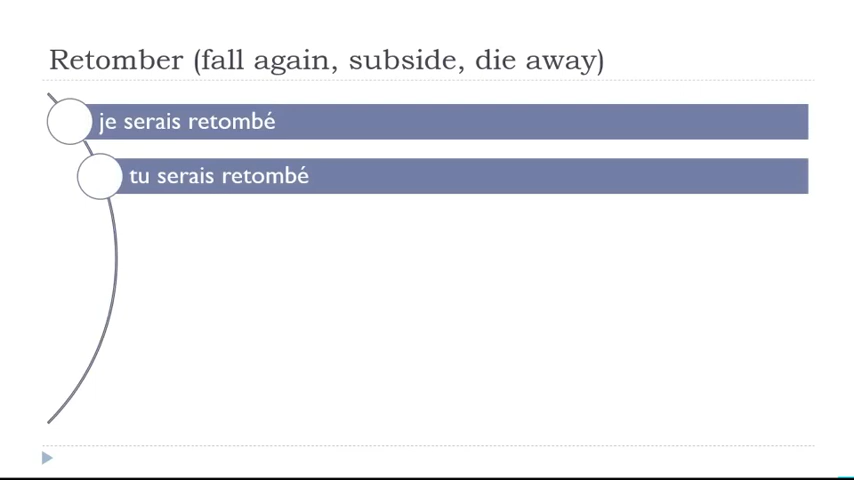 Retomber (fall again, subside, die away)
je serais retombé
tu serais retombé